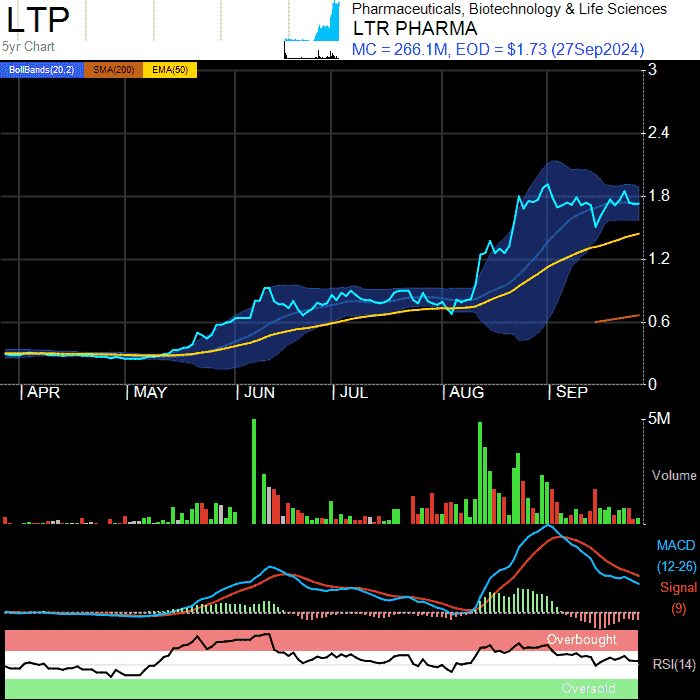 LTP
5yr Chart
Pharmaceuticals, Biotechnology & Life Sciences
LTR PHARMA
MC = 266.1M, EOD = $1.73 (27Sep2024)
BollBands(20,2) SMA(200) EMA(50)
3
2.4
1.8
1.2
0.6
0
APR MAY JUN JUL AUG SEP
5M
Volume
MACD
(12-26)
Signal
(9)
Overbought
RSI(14)
Oversold